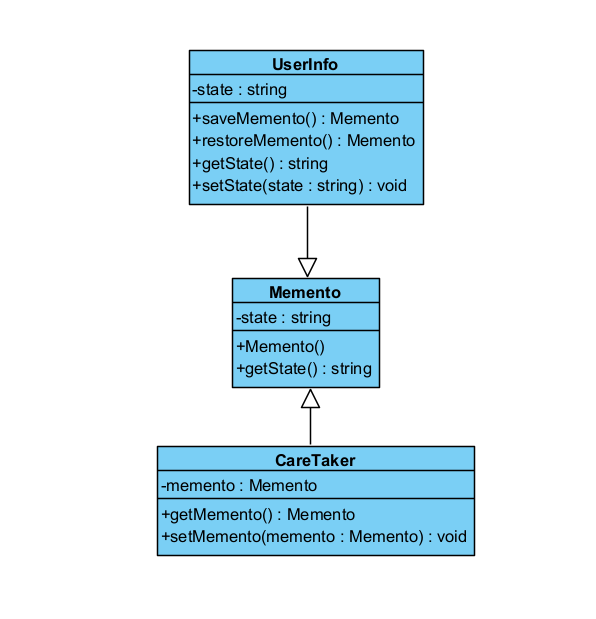 UserInfo
-state : string
+saveMemento() : Memento
+restoreMemento() : Memento
+getState() : string
+setState(state : string) : void
Memento
-state : string
+Memento()
+getState() : string
CareTaker
-memento : Memento
+getMemento() : Memento
+setMemento(memento : Memento) : void